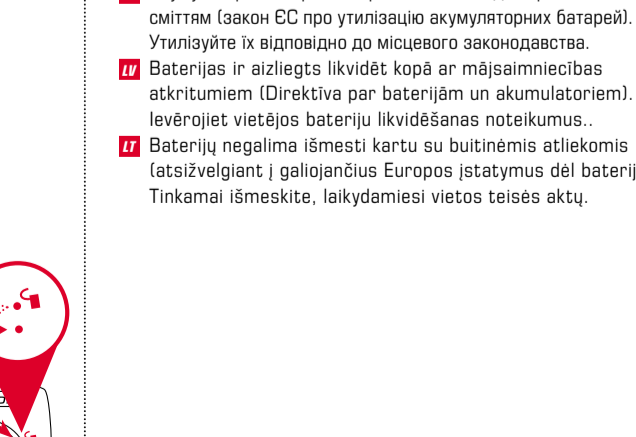 сміттям (закон ЄС про утилізацію акумуляторних батарей).
Утилізуйте їх відповідно до місцевого законодавства.
LV Baterijas ir aizliegts likvidēt kopā ar mājsaimniecības
atkritumiem (Direktīva par baterijām un akumulatoriem).
Ievērojiet vietējos bateriju likvidēšanas noteikumus..
LT Baterijų negalima išmesti kartu su buitinėmis atliekomis
(atsižvelgiant į galiojančius Europos įstatymus dėl baterij
Tinkamai išmeskite, laikydamiesi vietos teisės aktų.